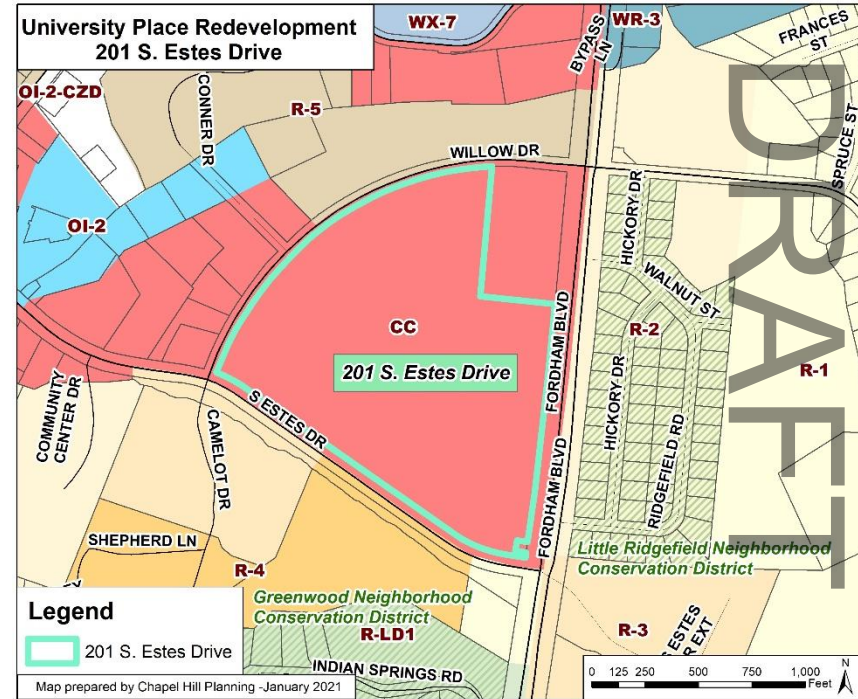 University Place Redevelopment
201 S. Estes Drive
WX-7
WR-3
BYPASS
LN
FRANCES
ST
OI-2-CZD
CONNER DR
R-5
WILLOW DR
SPRUCE ST
DRAFT
OI-2
HICKORY DR
WALNUT ST
CC
FORDHAM BLVD
R-2
201 S. Estes Drive
R-1
COMMUNITY
CENTER DR
CAMELOT DR
S ESTES DR
HICKORY DR
RIDGEFIELD RD
FORDHAM BLVD
SHEPHERD LN
R-4
Little Ridgefield Neighborhood
Conservation District
Greenwood Neighborhood
Conservation District
R-LD1
R-3
INDIAN SPRINGS RD
Legend
201 S. Estes Drive
Map prepared by Chapel Hill Planning -January 2021
0 125 250 500 750 1,000
Feet
N